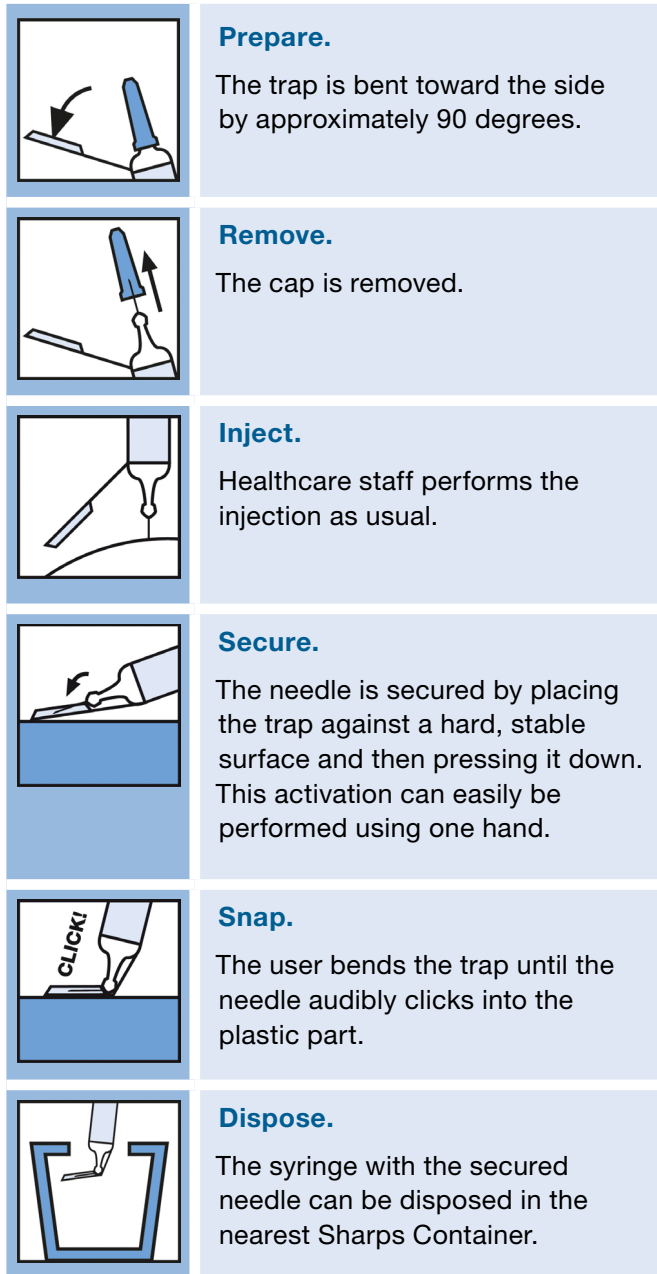 Prepare.
The trap is bent toward the side
by approximately 90 degrees.
Remove.
The cap is removed.
Inject.
Healthcare staff performs the
injection as usual.
Secure.
The needle is secured by placing
the trap against a hard, stable
surface and then pressing it down.
This activation can easily be
performed using one hand.
CLICK!
Snap.
The user bends the trap until the
needle audibly clicks into the
plastic part.
Dispose.
The syringe with the secured
needle can be disposed in the
nearest Sharps Container.